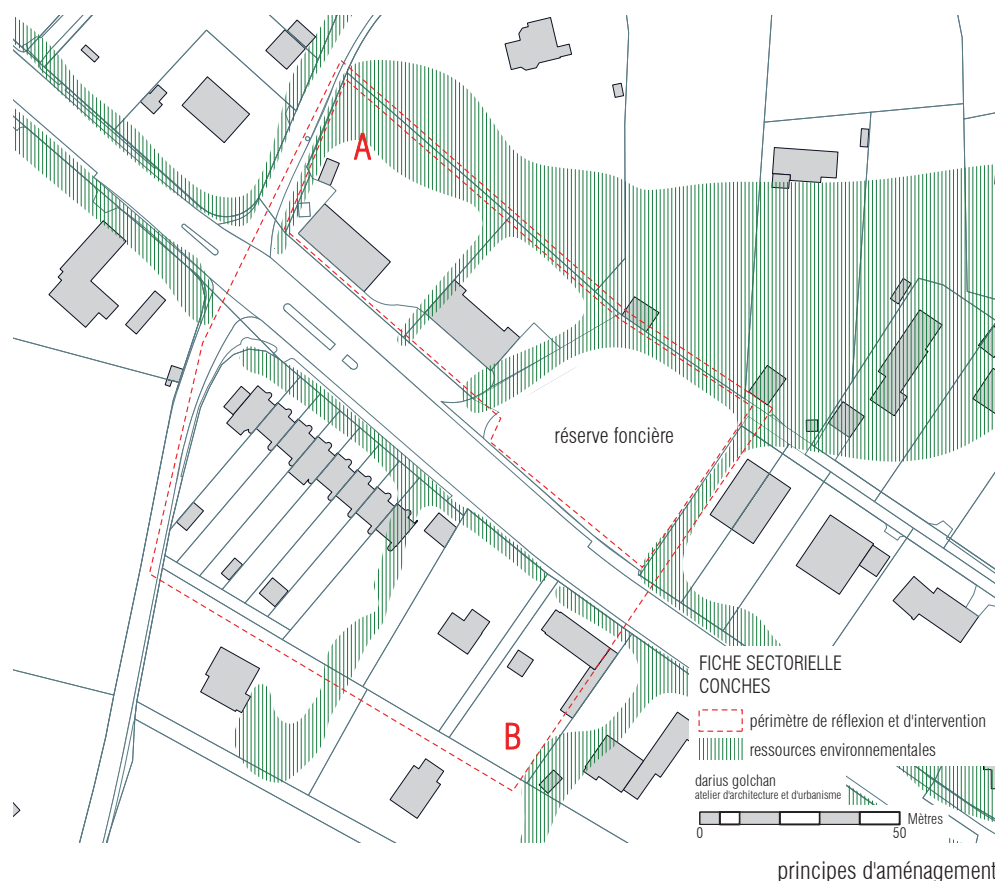 A
réserve foncière
B
FICHE SECTORIELLE
CONCHES
périmètre de réflexion et d'intervention
ressources environnementales
darius golchan
atelier d'architecture et d'urbanisme
Mètres
0 50
principes d'aménagement